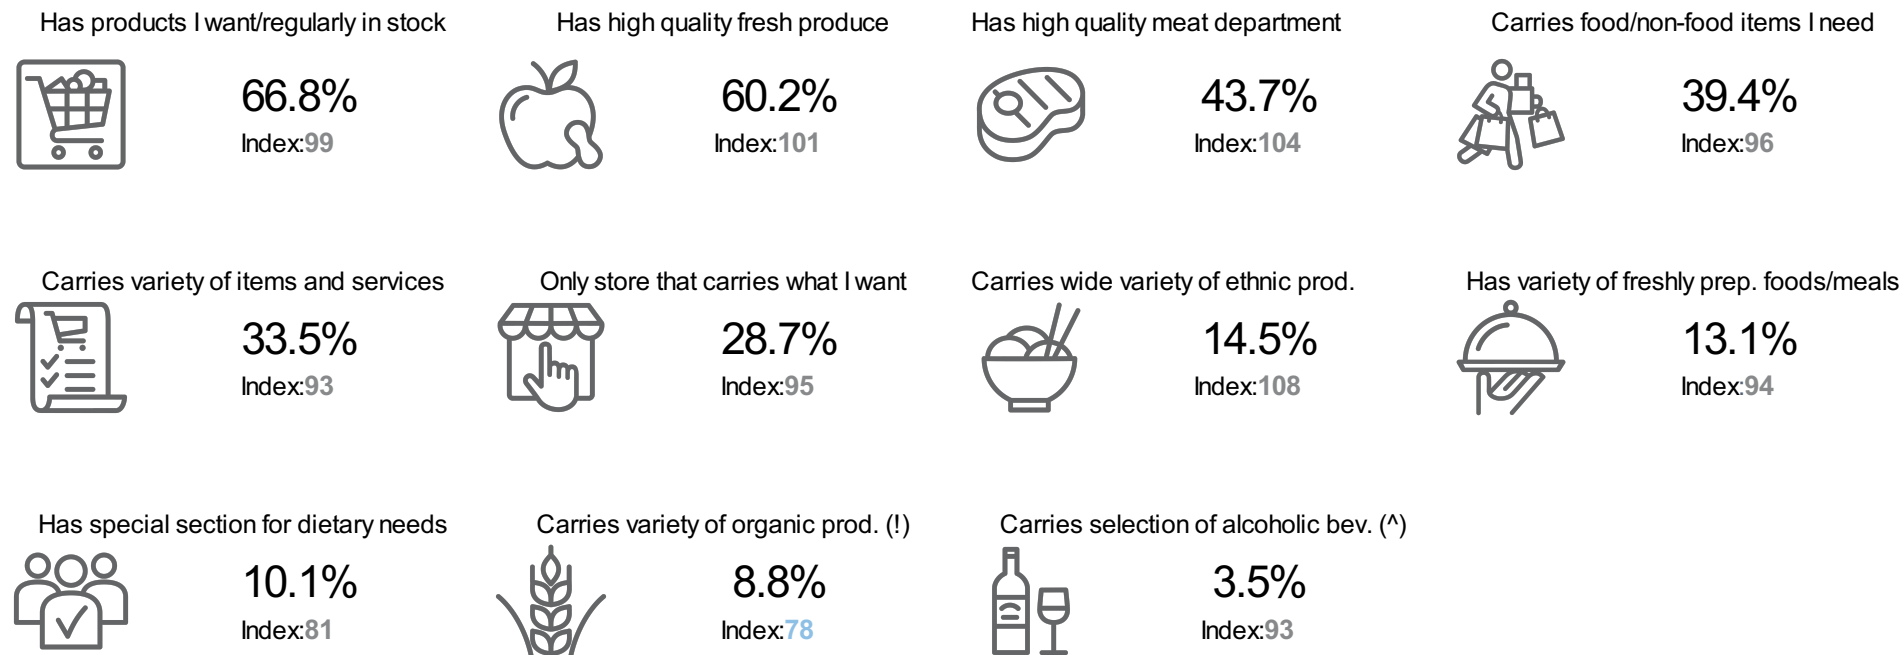 Has products I want/regularly in stock
66.8%
Index:99
Has high quality fresh produce
60.2%
Index:101
Has high quality meat department
43.7%
Index:104
Carries food/non-food items I need
39.4%
Index:96
Carries variety of items and services
33.5%
Index:93
Only store that carries what I want
28.7%
Index:95
Carries wide variety of ethnic prod.
14.5%
Index:108
Has variety of freshly prep. foods/meals
13.1%
Index:94
Has special section for dietary needs
10.1%
Index:81
Carries variety of organic prod. (!)
8.8%
Index:78
Carries selection of alcoholic bev. (^)
3.5%
Index:93